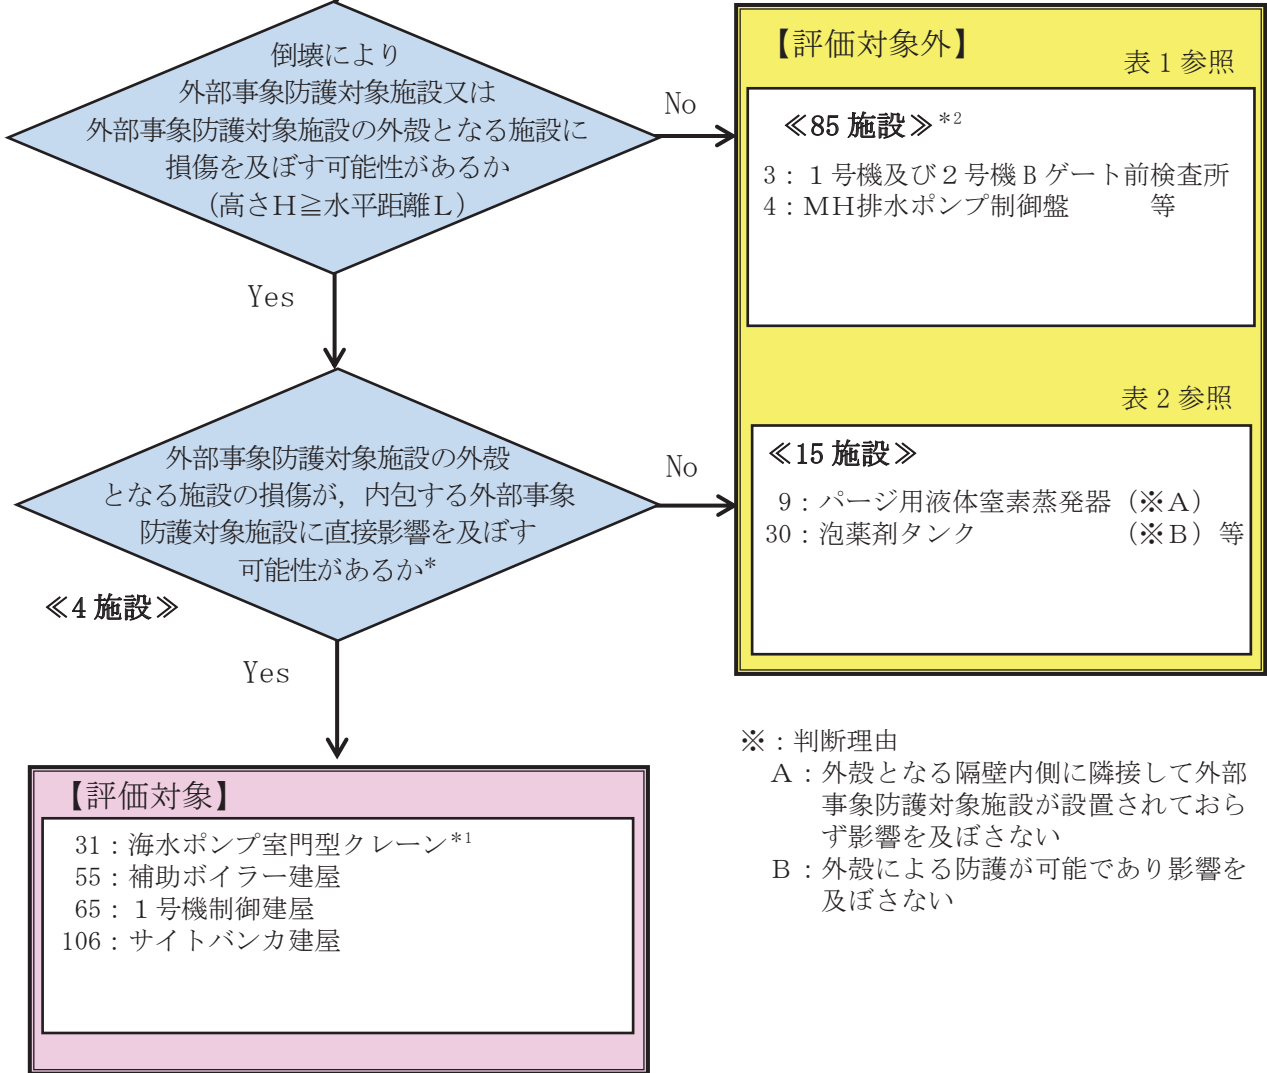 倒壊により
外部事象防護対象施設又は
外部事象防護対象施設の外殻となる施設に
損傷を及ぼす可能性があるか
（高さＨ≧水平距離Ｌ）
No
Yes
【評価対象外】
表１参照
≪85 施設≫*2
3：１号機及び２号機Ｂゲート前検査所
4：ＭＨ排水ポンプ制御盤　　　等
外部事象防護対象施設の外殻
となる施設の損傷が，内包する外部事象
防護対象施設に直接影響を及ぼす
可能性があるか*
No
≪4 施設≫
Yes
表２参照
≪15 施設≫
9：パージ用液体窒素蒸発器（※Ａ）
30：泡薬剤タンク　　　　　（※Ｂ）等
【評価対象】
31：海水ポンプ室門型クレーン*1
55：補助ボイラー建屋
65：１号機制御建屋
106：サイトバンカ建屋
※：判断理由
Ａ：外殻となる隔壁内側に隣接して外部
事象防護対象施設が設置されておら
ず影響を及ぼさない
Ｂ：外殻による防護が可能であり影響を
及ぼさない